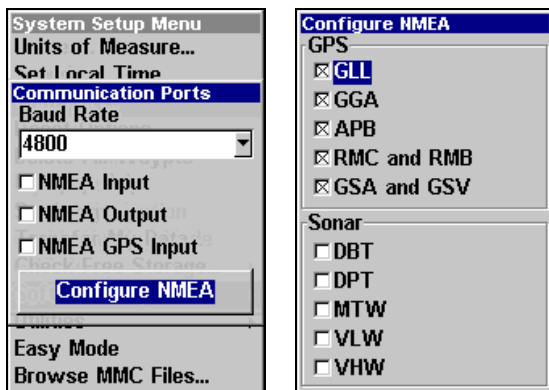 System Setup Menu
Units of Measure...
Set Local Time
Communication Ports
Baud Rate
4800
NMEA Input
NMEA Output
NMEA GPS Input
Configure NMEA
Easy Mode
Browse MMC Files...
Configure NMEA
GPS
GLL
GGA
APB
RMC and RMB
GSA and GSV
Sonar
DBT
DPT
MTW
VLW
VHW